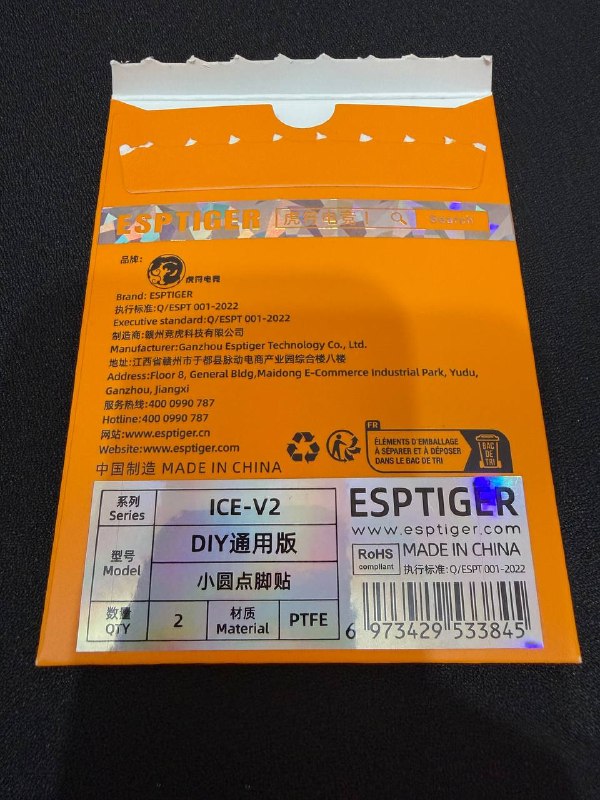 ESPTIGER 虎符电竞 Search
品牌:
虎符电竞
Brand: ESPTIGER
执行标准:Q/ESPT 001-2022
Executive standard:Q/ESPT 001-2022
制造商:赣州竞虎科技有限公司
Manufacturer:Ganzhou Esptiger Technology Co., Ltd.
地址:江西省赣州市于都县脉动电商产业园综合楼八楼
Address:Floor 8, General Bldg,Maidong E-Commerce Industrial Park, Yudu,
Ganzhou, Jiangxi
服务热线:400 0990 787
Hotline:400 0990 787
网站:www.esptiger.cn
Website:www.esptiger.com
中国制造 MADE IN CHINA
FR
ÉLÉMENTS D'EMBALLAGE
À SÉPARER ET À DÉPOSER
DANS LE BAC DE TRI
BAC
DE
TRI
系列
Series
ICE-V2
型号
Model
DIY通用版
小圆点脚贴
数量
QTY
2
材质
Material
PTFE
ESPTIGER
www.esptiger.com
RoHS
compliant
MADE IN CHINA
执行标准:Q/ESPT 001-2022
6 973429 533845